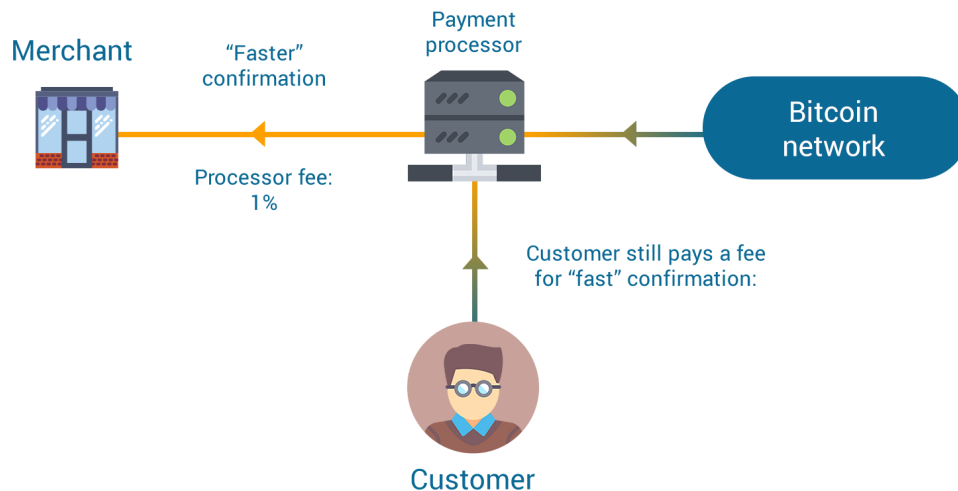 Payment
processor
Merchant
“Faster”
confirmation
Bitcoin
network
Processor fee:
1%
Customer still pays a fee
for “fast” confirmation:
Customer